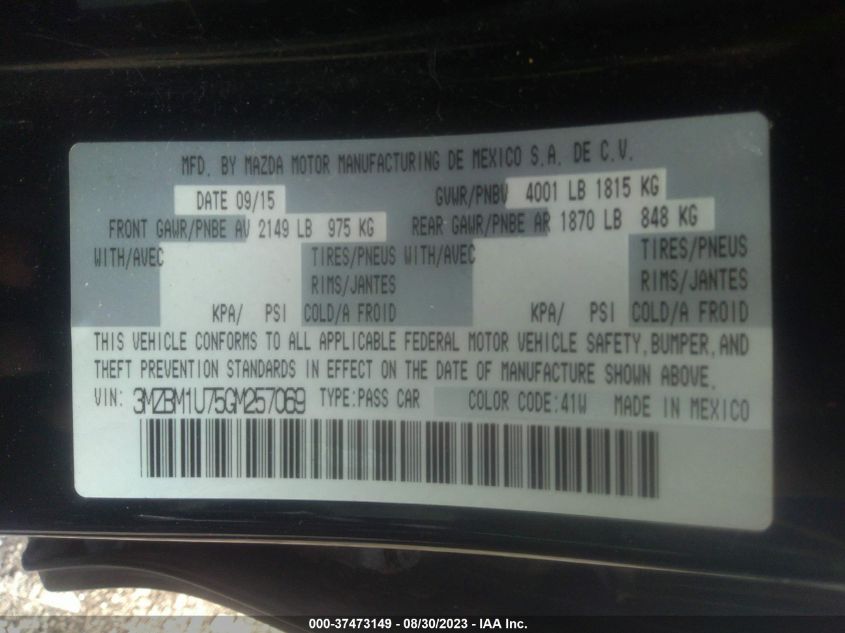 MFD. BY MAZDA MOTOR MANUFACTURING DE MEXICO S.A. DE C.V.
DATE 09/15 GVWR/PNBV 4001 LB 1815 KG
FRONT GAWR/PNBE AV 2149 LB 975 KG REAR GAWR/PNBE AR 1870 LB 848 KG
WITH/AVEC TIRES/PNEUS WITH/AVEC TIRES/PNEUS
RIMS/JANTES RIMS/JANTES
KPA/ PSI COLD/A FROID KPA/ PSI COLD/A FROID
THIS VEHICLE CONFORMS TO ALL APPLICABLE FEDERAL MOTOR VEHICLE SAFETY, BUMPER, AND
THEFT PREVENTION STANDARDS IN EFFECT ON THE DATE OF MANUFACTURE SHOWN ABOVE.
VIN: 3MZBM1U75GM257069 TYPE:PASS CAR COLOR CODE:41W MADE IN MEXICO
000-37473149 - 08/30/2023 - IAA Inc.